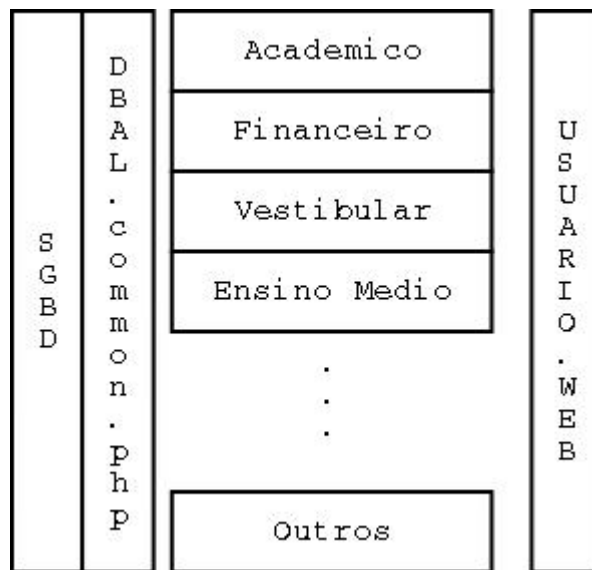 SGBD
DBAL.common.php
Academico
Financeiro
Vestibular
Ensino Medio
.
.
.
Outros
USUARIO.WEB